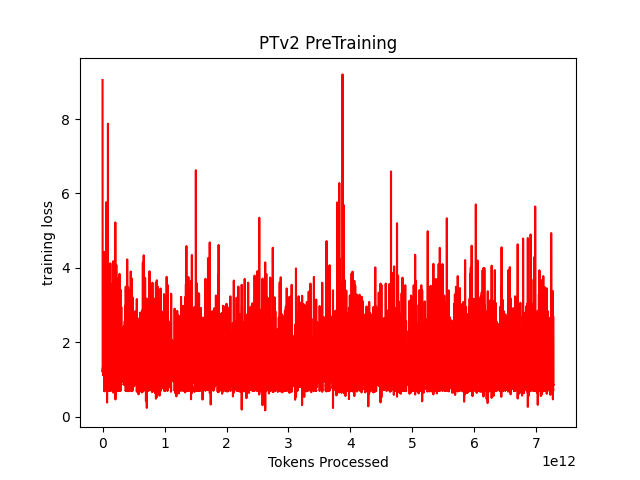 PTv2 PreTraining
training loss
8
6
4
2
0
0 1 2 3 4 5 6 7
1e12
Tokens Processed